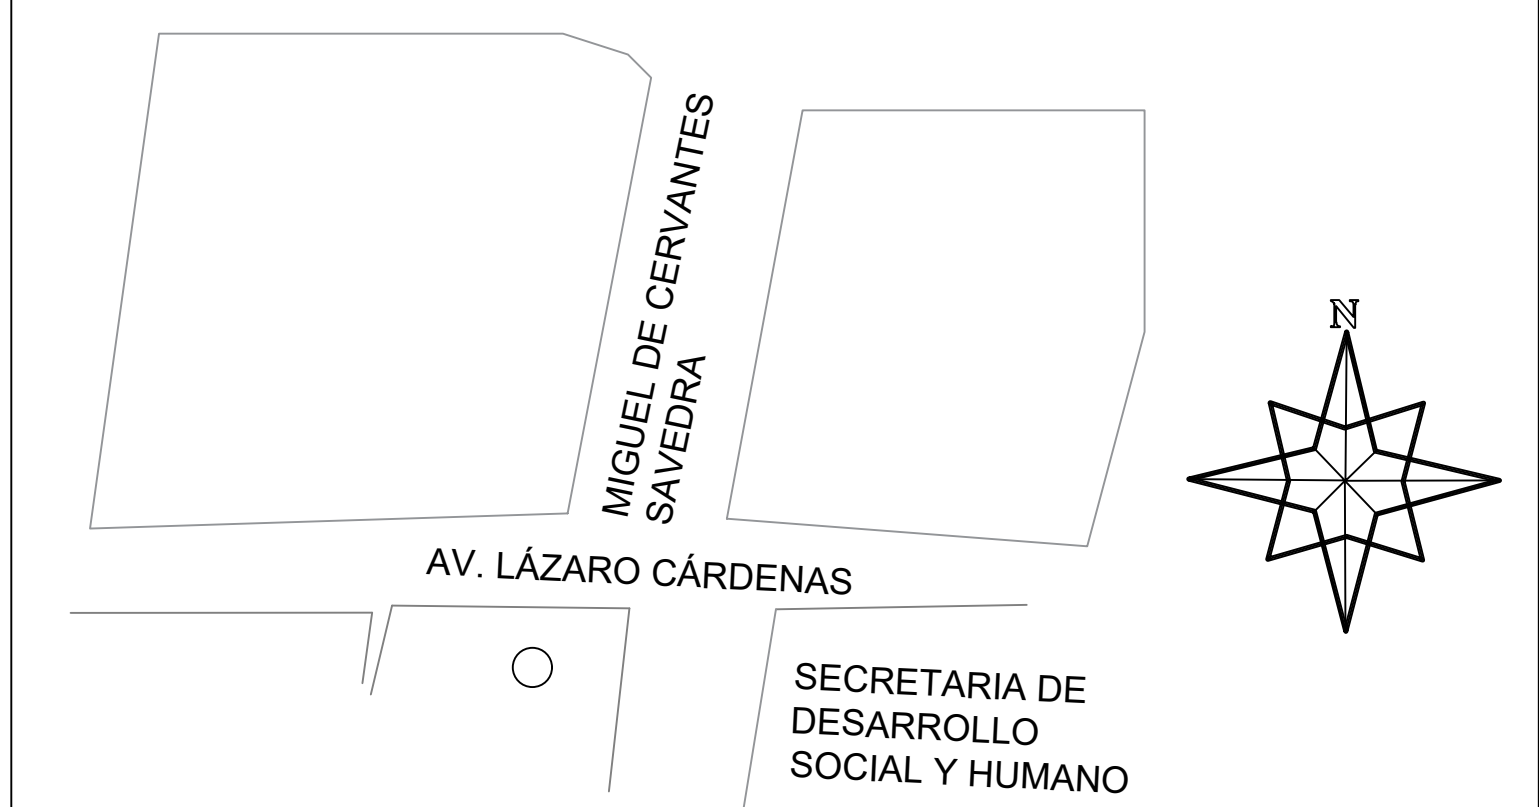 MIGUEL DE CERVANTES
SAVEDRA
N
AV. LÁZARO CÁRDENAS
SECRETARIA DE
DESARROLLO
SOCIAL Y HUMANO